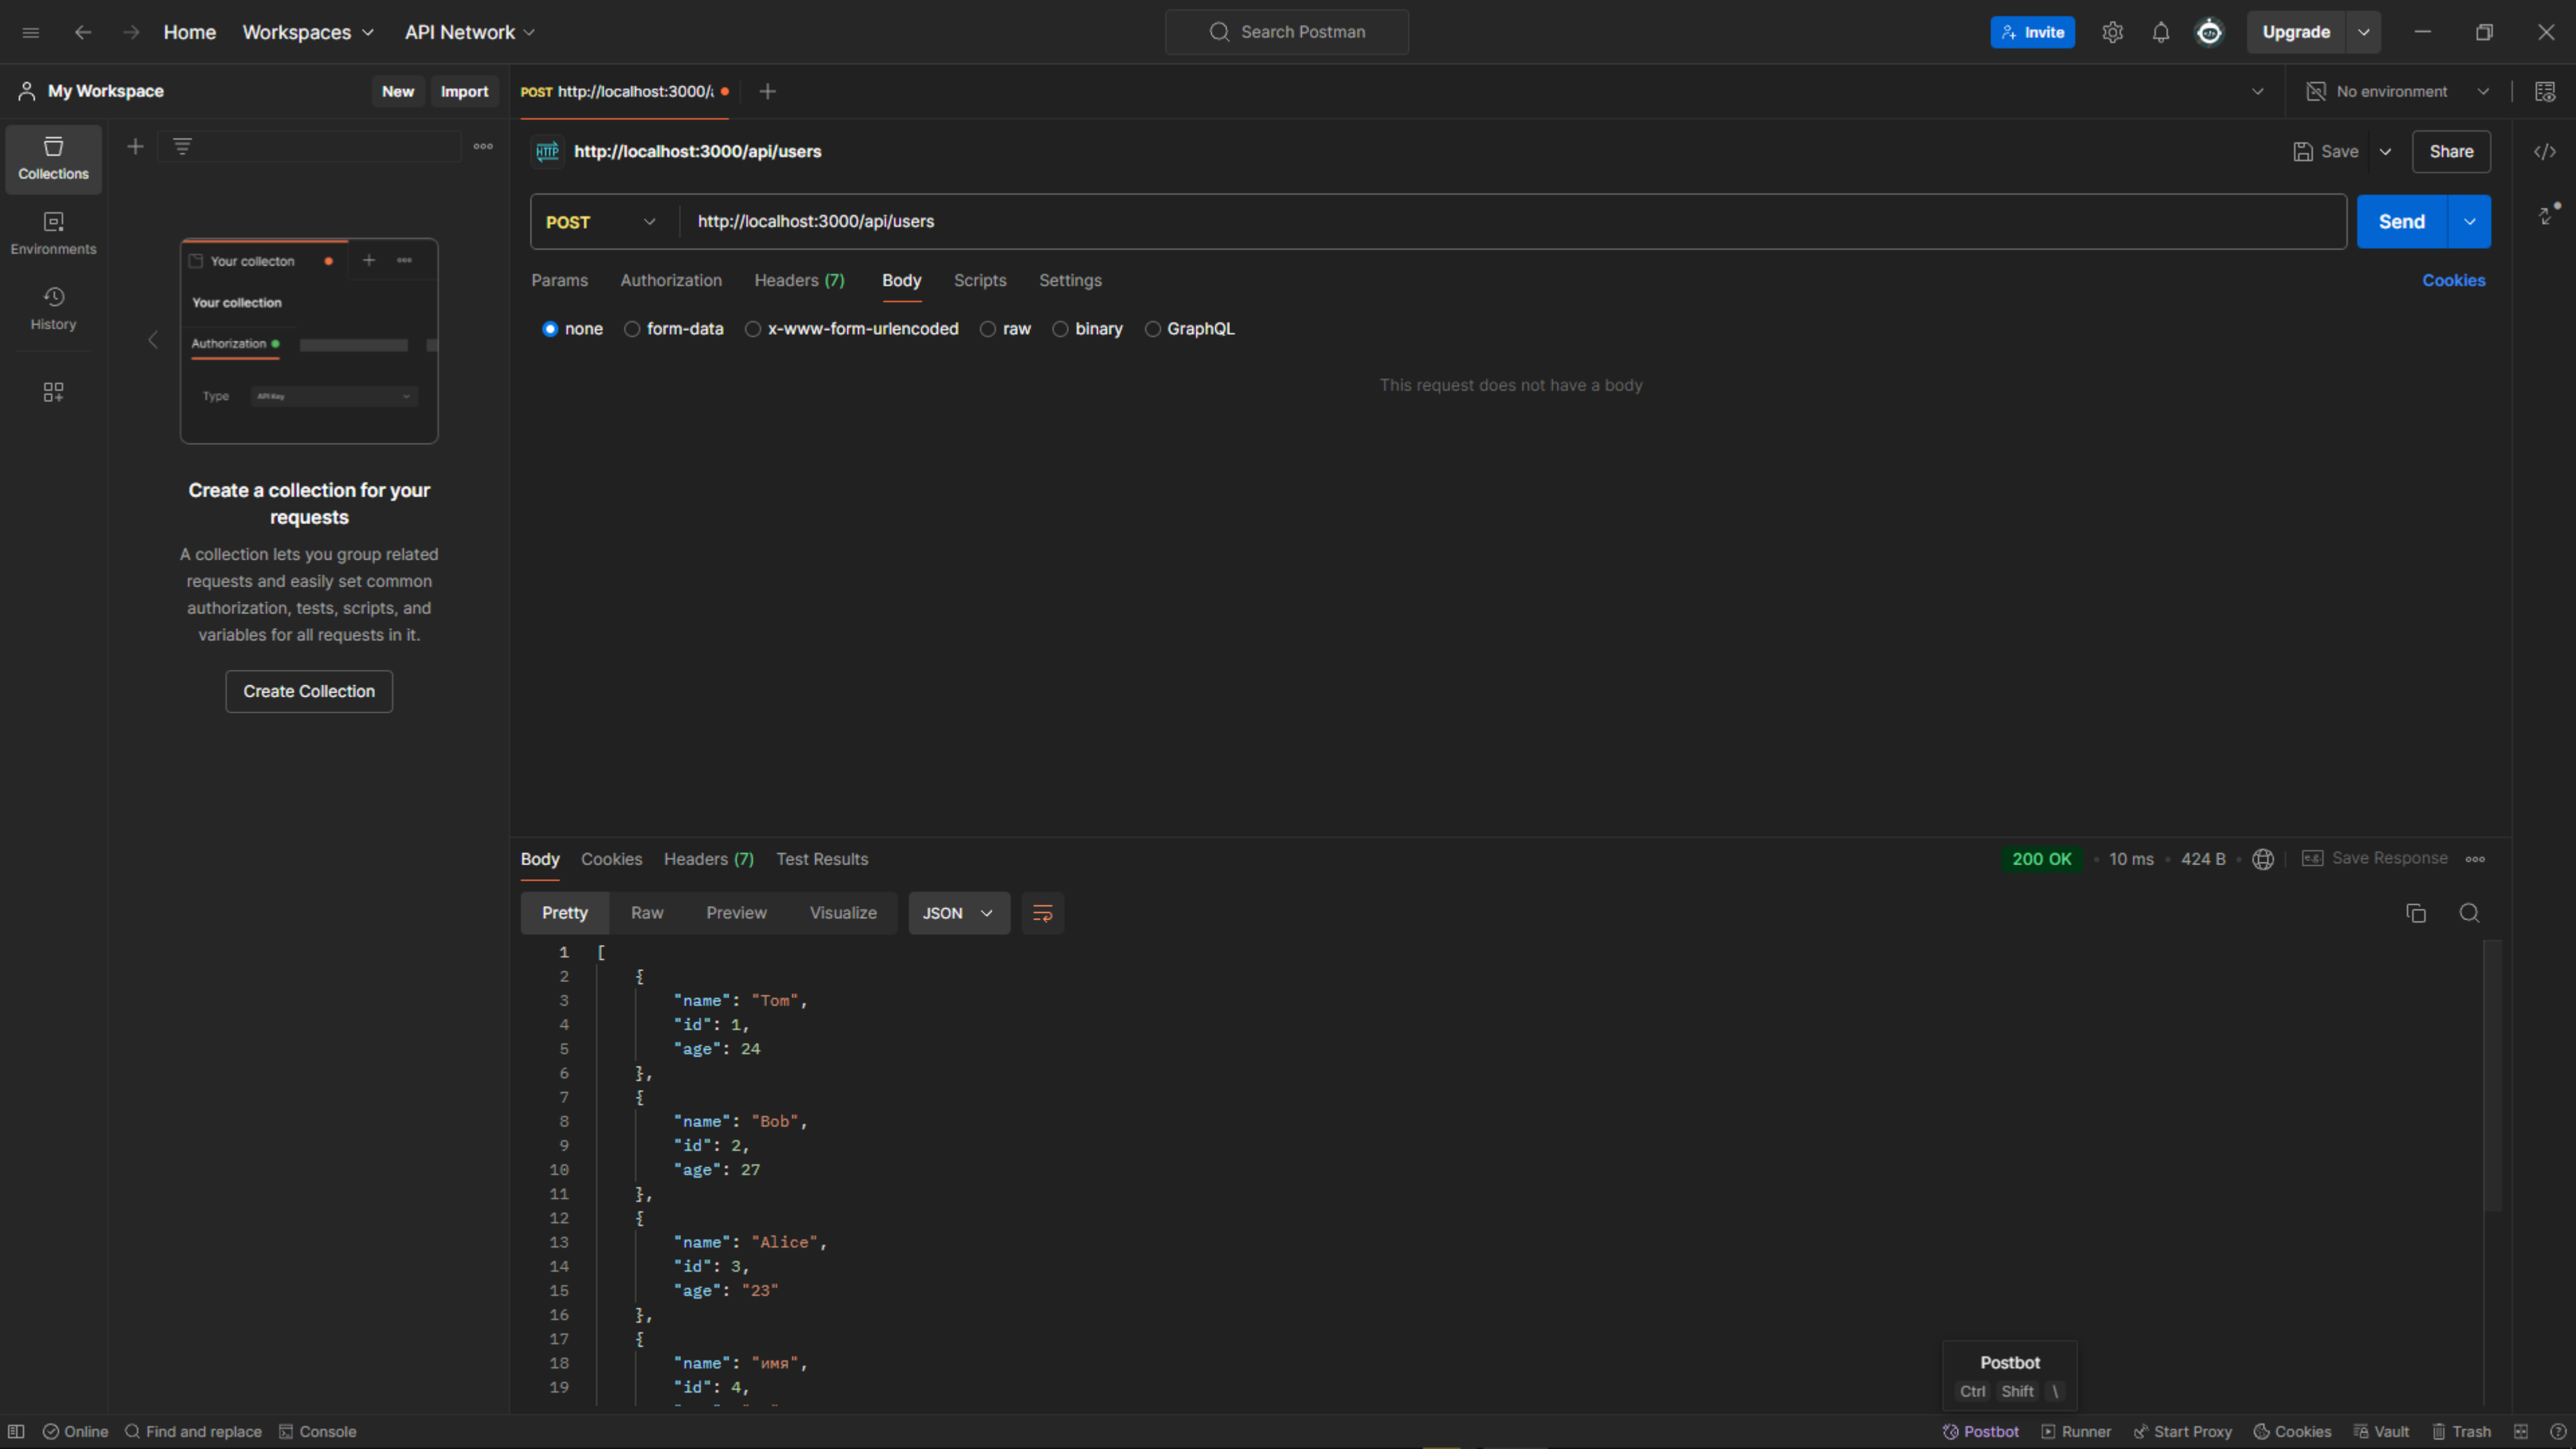 Home Workspaces API Network Search Postman Invite Upgrade
My Workspace New Import POST http://localhost:3000/ No environment
Collections
Environments
History
Your collecton
Your collection
Authorization
Type API Key
Create a collection for your
requests
A collection lets you group related
requests and easily set common
authorization, tests, scripts, and
variables for all requests in it.
Create Collection
HTTP http://localhost:3000/api/users Save Share
POST http://localhost:3000/api/users Send
Params Authorization Headers (7) Body Scripts Settings Cookies
none form-data x-www-form-urlencoded raw binary GraphQL
This request does not have a body
Body Cookies Headers (7) Test Results 200 OK 10 ms 424 B e.g. Save Response
Pretty Raw Preview Visualize JSON
1 [
2 {
3 "name": "Tom",
4 "id": 1,
5 "age": 24
6 },
7 {
8 "name": "Bob",
9 "id": 2,
10 "age": 27
11 },
12 {
13 "name": "Alice",
14 "id": 3,
15 "age": "23"
16 },
17 {
18 "name": "имя",
19 "id": 4,
Postbot
Ctrl Shift \
Online Find and replace Console Postbot Runner Start Proxy Cookies Vault Trash